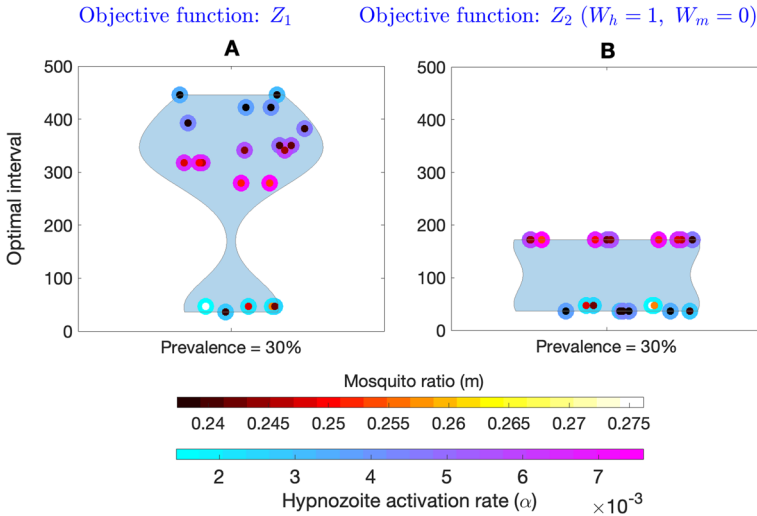 Objective function: Z₁
Objective function: Z₂ (Wₕ = 1, Wₘ = 0)
A
B
Optimal interval
500
400
300
200
100
0
Prevalence = 30%
500
400
300
200
100
0
Prevalence = 30%
Mosquito ratio (m)
0.24 0.245 0.25 0.255 0.26 0.265 0.27 0.275
2 3 4 5 6 7
Hypnozoite activation rate (α) ×10⁻³